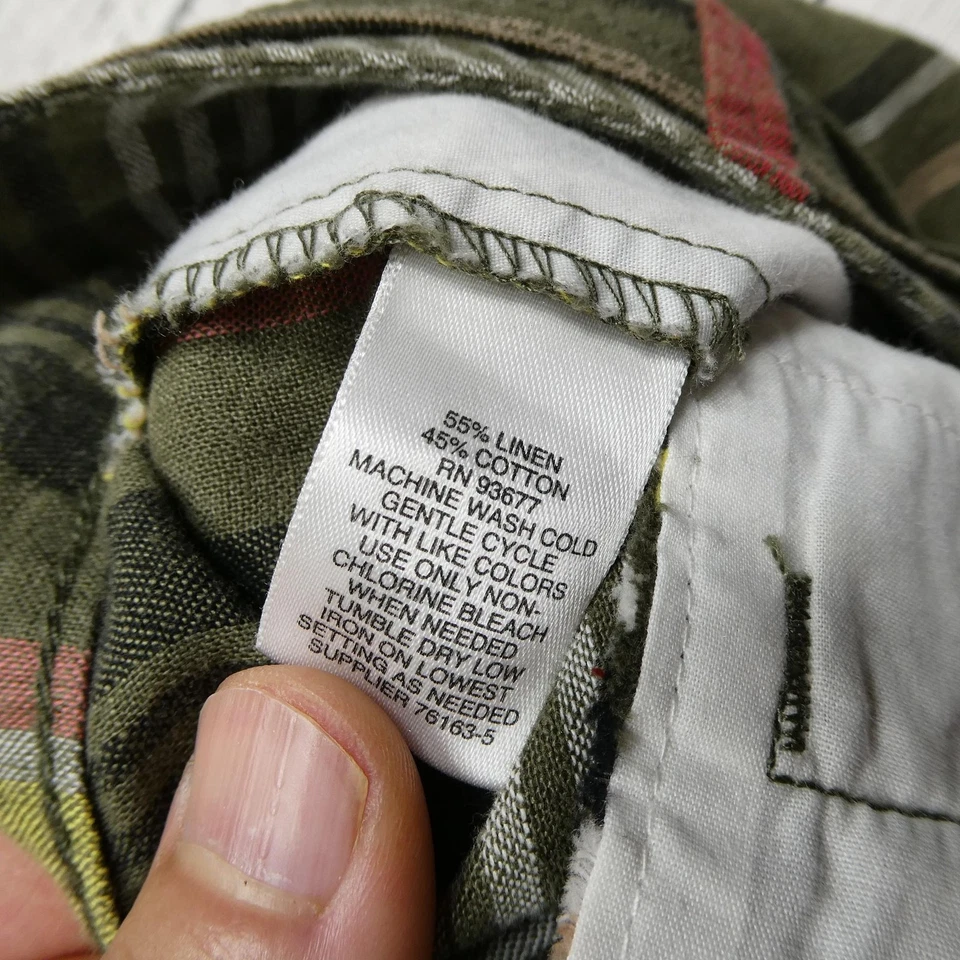 55% LINEN
45% COTTON
RN 93677
MACHINE WASH COLD
GENTLE CYCLE
WITH LIKE COLORS
USE ONLY NON-
CHLORINE BLEACH
WHEN NEEDED
TUMBLE DRY LOW
IRON ON LOWEST
SETTING AS NEEDED
SUPPLIER 76163-5